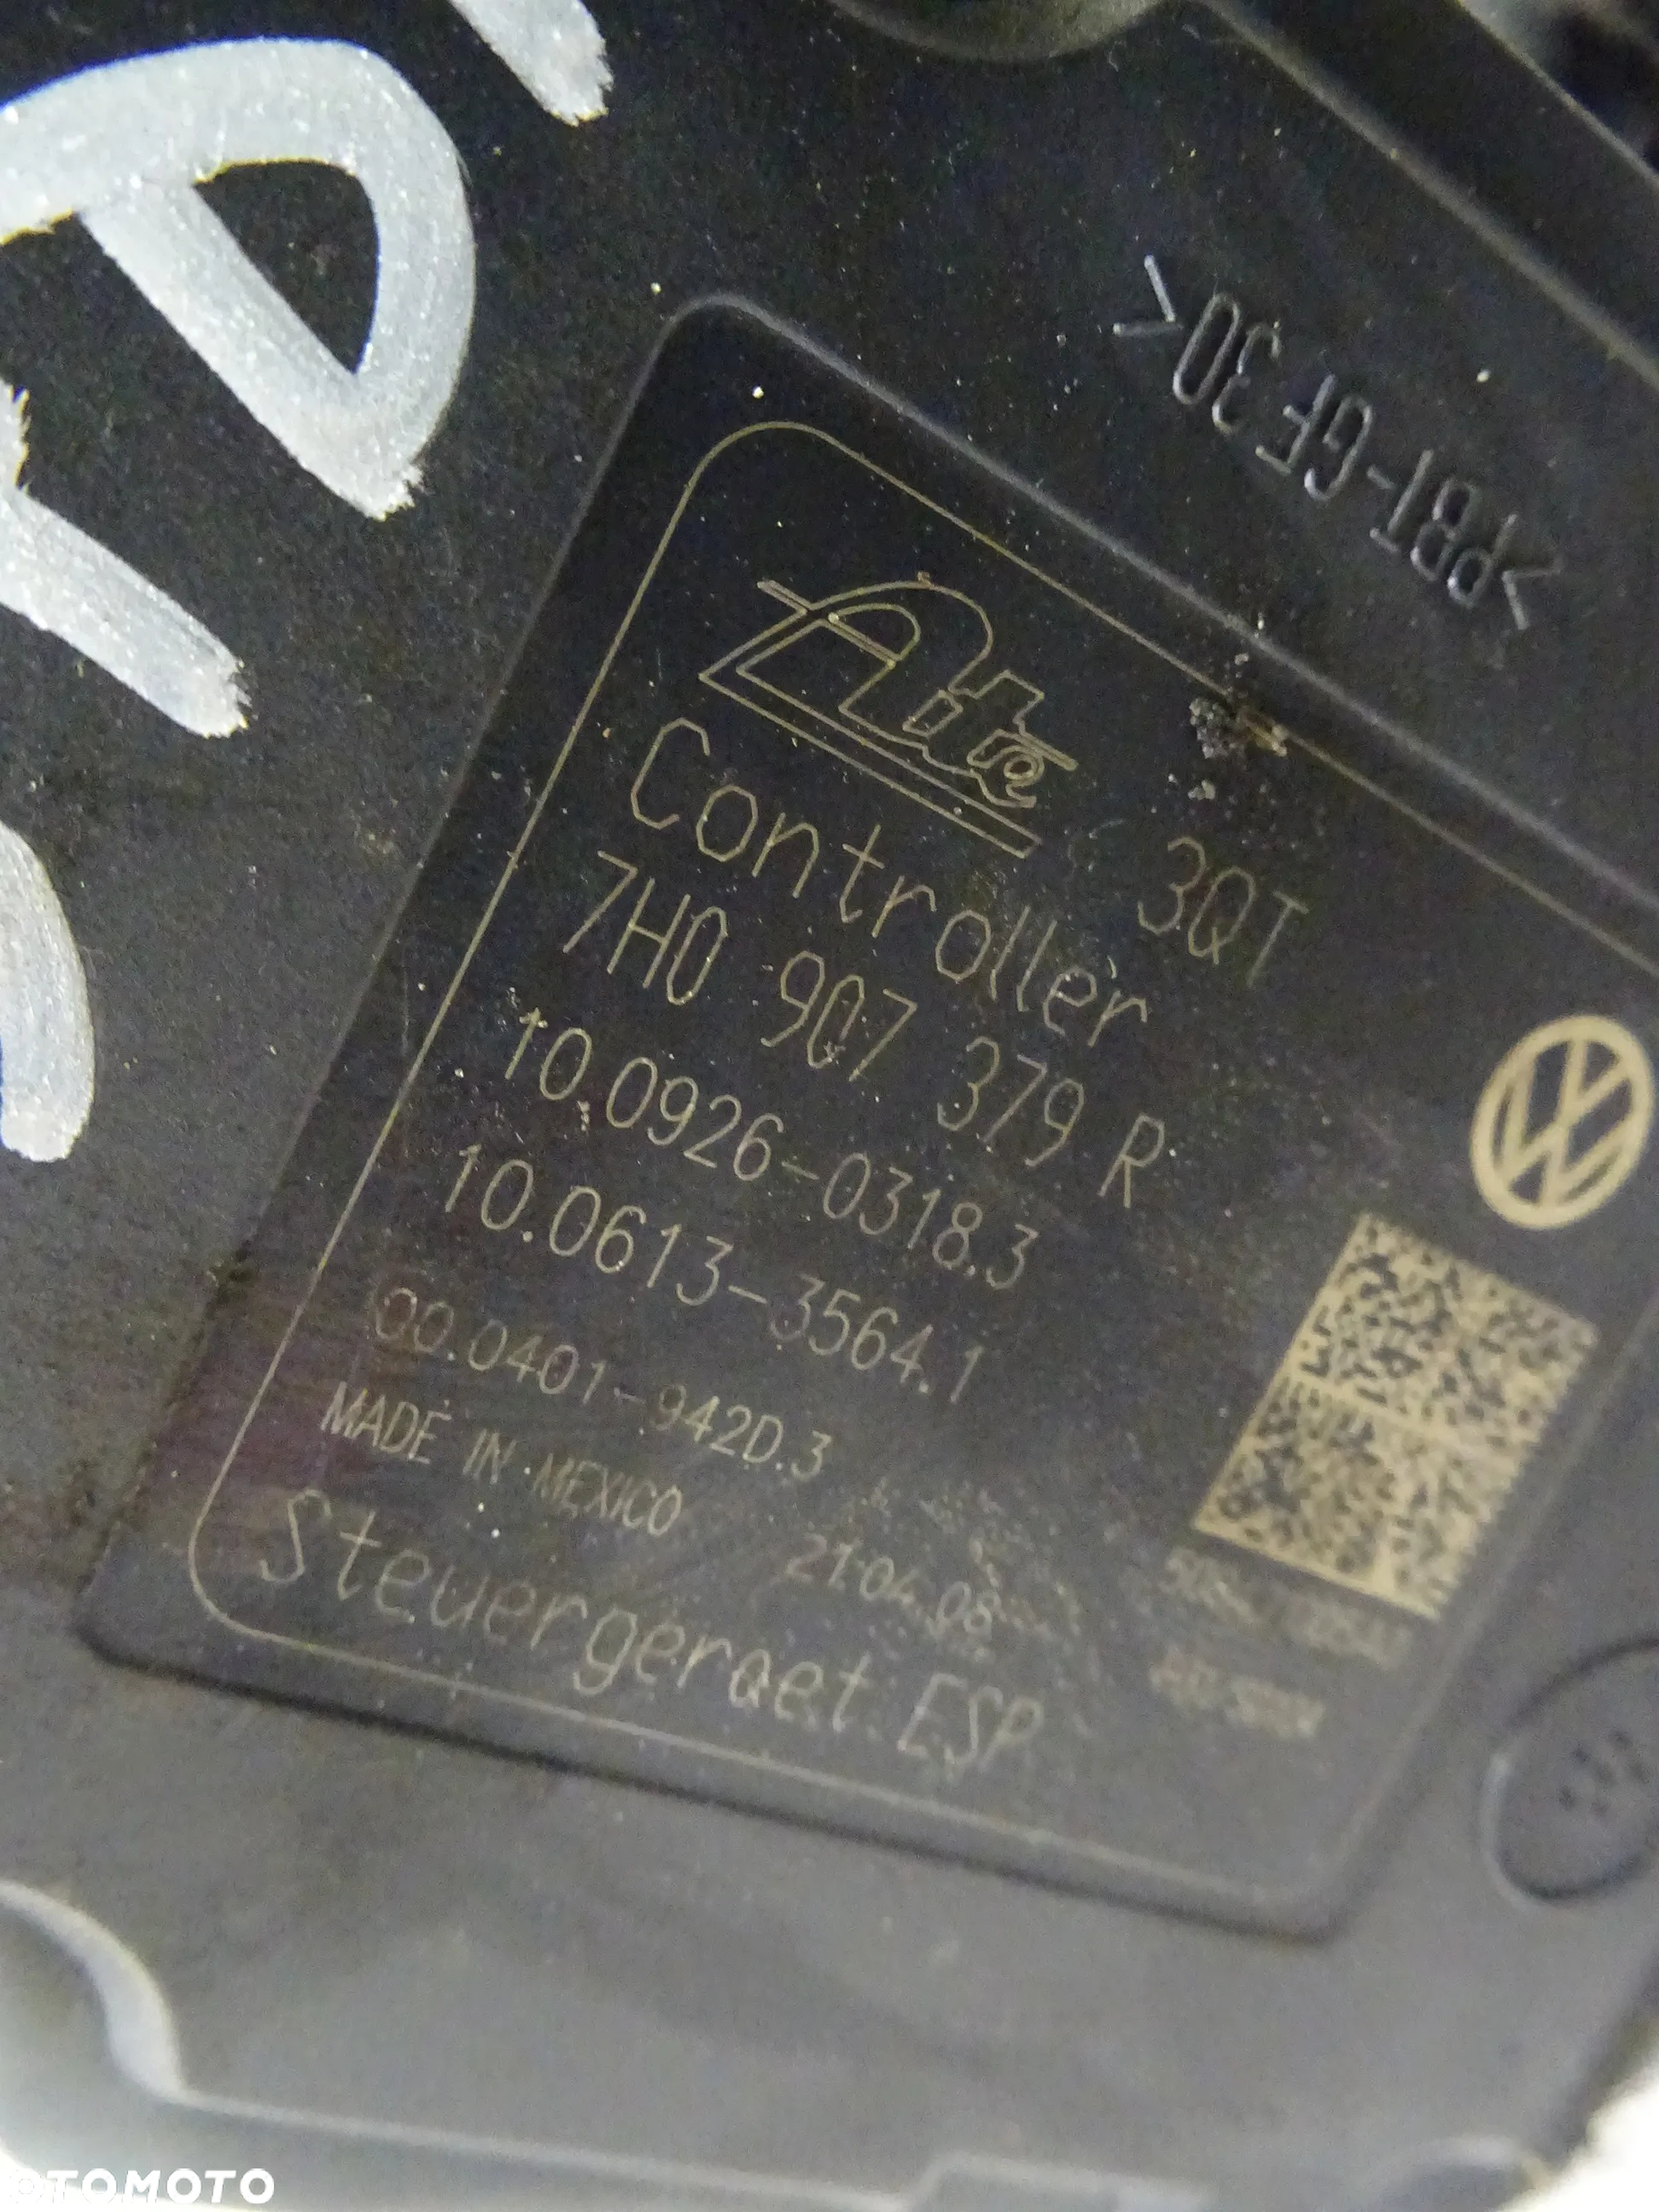 >PBT-GF30<
Ate
Controller 3QT
7H0 907 379 R
10.0926-0318.3
10.0613-3564.1
00.0401-942D.3
MADE IN MEXICO 21.04.08
Steuergeraet ESP
OTOMOTO